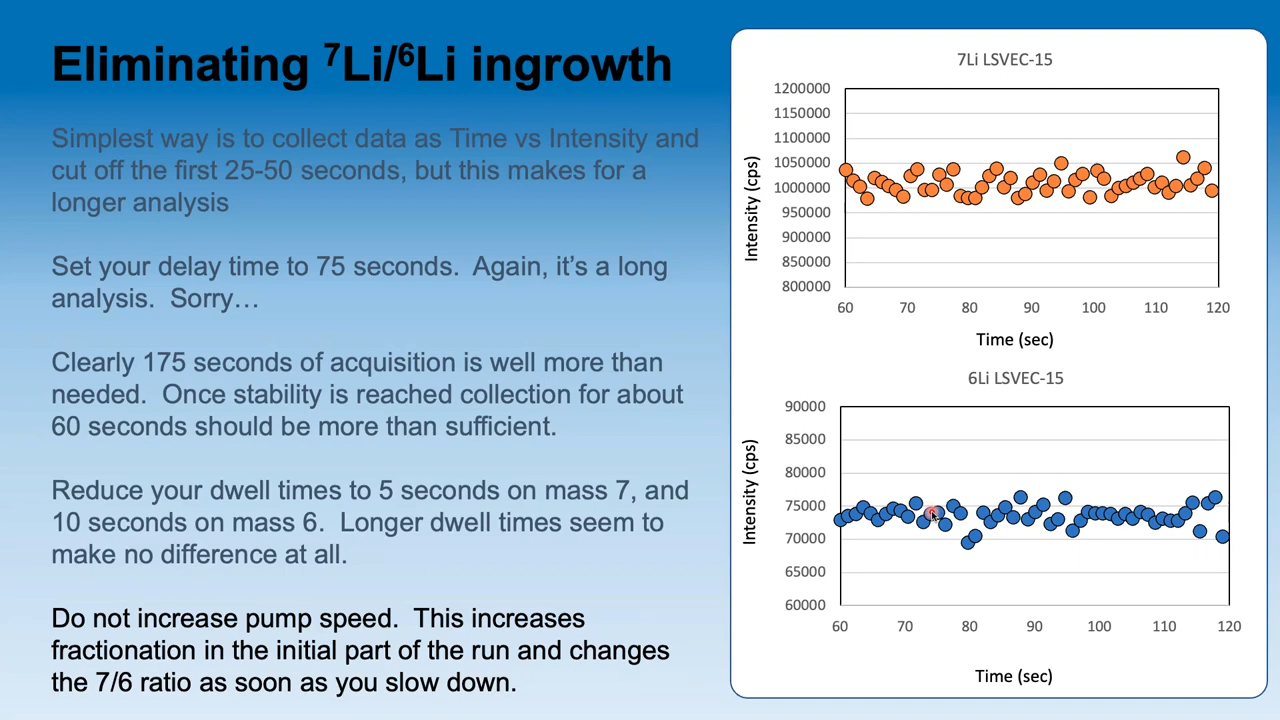 Eliminating ⁷Li/⁶Li ingrowth
Simplest way is to collect data as Time vs Intensity and
cut off the first 25-50 seconds, but this makes for a
longer analysis
Set your delay time to 75 seconds.  Again, it’s a long
analysis.  Sorry…
Clearly 175 seconds of acquisition is well more than
needed.  Once stability is reached collection for about
60 seconds should be more than sufficient.
Reduce your dwell times to 5 seconds on mass 7, and
10 seconds on mass 6.  Longer dwell times seem to
make no difference at all.
Do not increase pump speed.  This increases
fractionation in the initial part of the run and changes
the 7/6 ratio as soon as you slow down.
7Li LSVEC-15
Intensity (cps)
1200000
1150000
1100000
1050000
1000000
950000
900000
850000
800000
60 70 80 90 100 110 120
Time (sec)
6Li LSVEC-15
Intensity (cps)
90000
85000
80000
75000
70000
65000
60000
60 70 80 90 100 110 120
Time (sec)